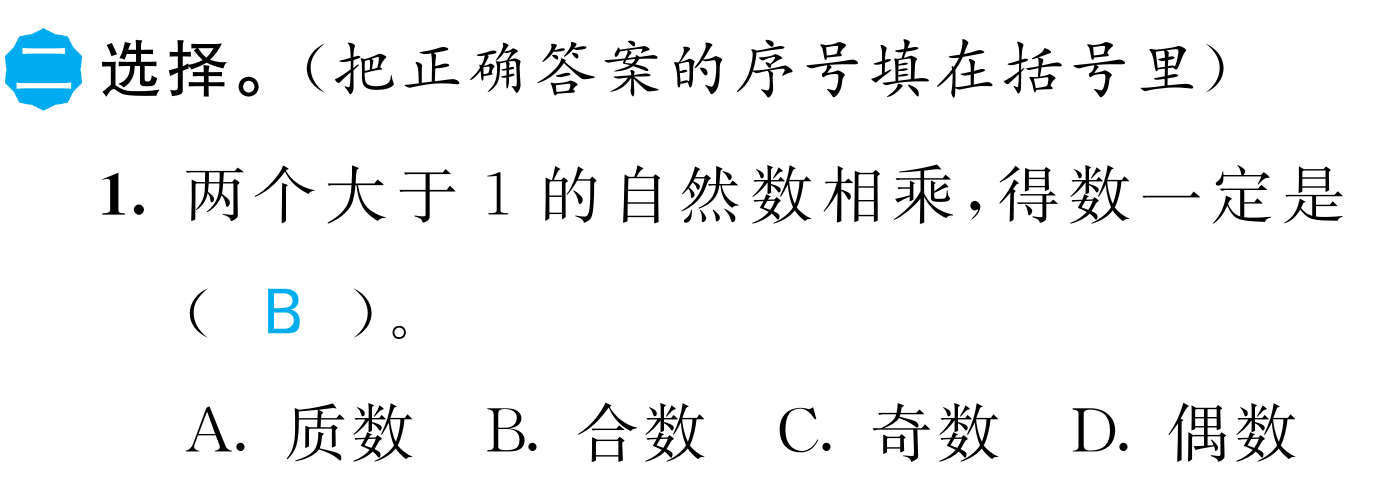 二 选择。（把正确答案的序号填在括号里）
1. 两个大于 1 的自然数相乘，得数一定是
（ B ）。
A. 质数 B. 合数 C. 奇数 D. 偶数